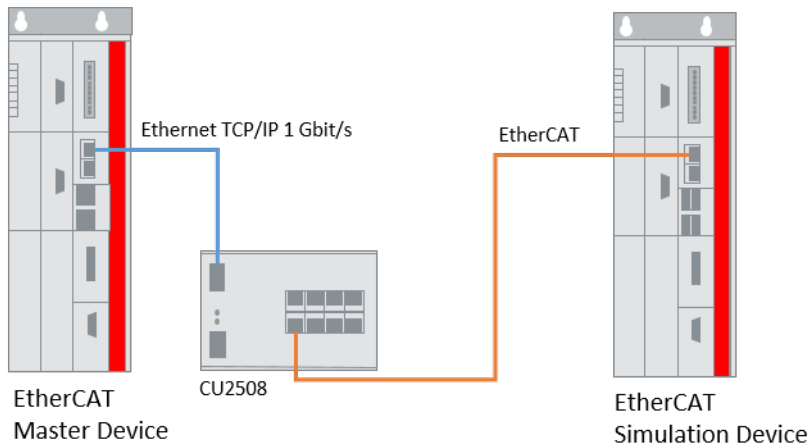 Ethernet TCP/IP 1 Gbit/s
EtherCAT
CU2508
EtherCAT
Master Device
EtherCAT
Simulation Device